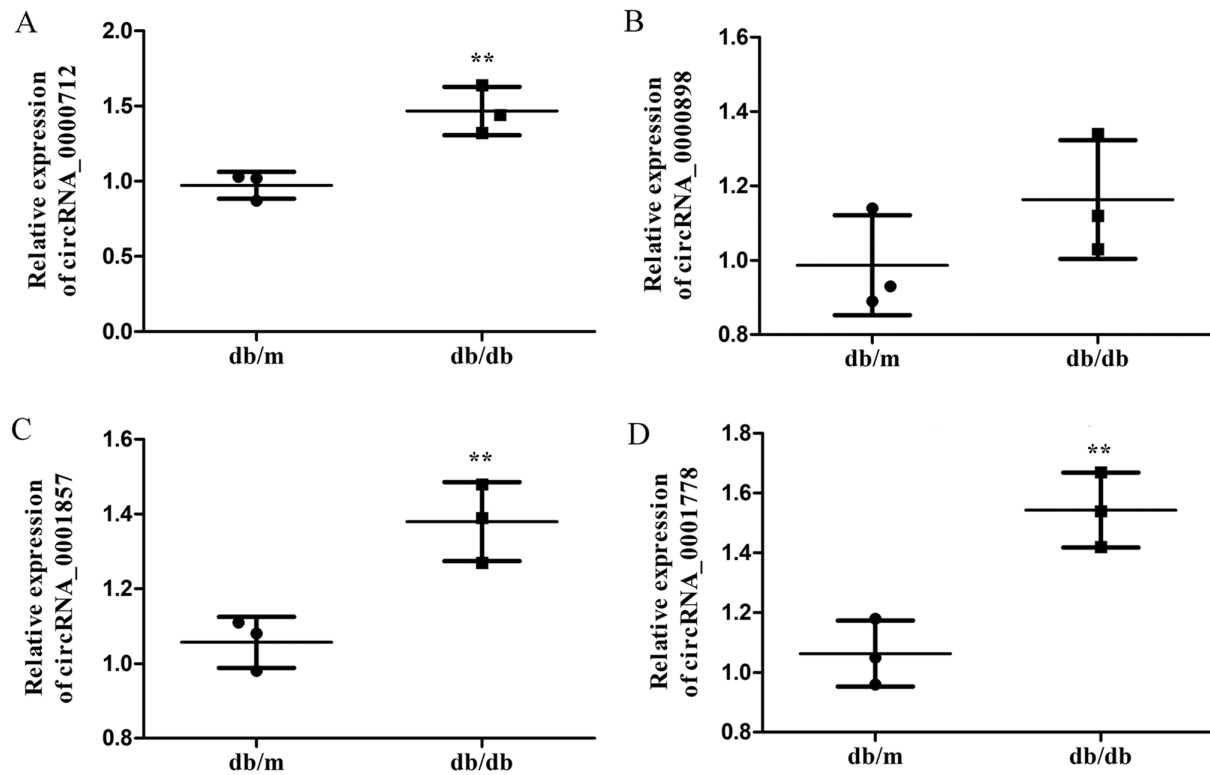 A
Relative expression
of circRNA_0000712
2.0
1.5
1.0
0.5
0.0
**
db/m
db/db
B
Relative expression
of circRNA_0000898
1.6
1.4
1.2
1.0
0.8
db/m
db/db
C
Relative expression
of circRNA_0001857
1.6
1.4
1.2
1.0
0.8
**
db/m
db/db
D
Relative expression
of circRNA_0001778
1.8
1.6
1.4
1.2
1.0
0.8
**
db/m
db/db